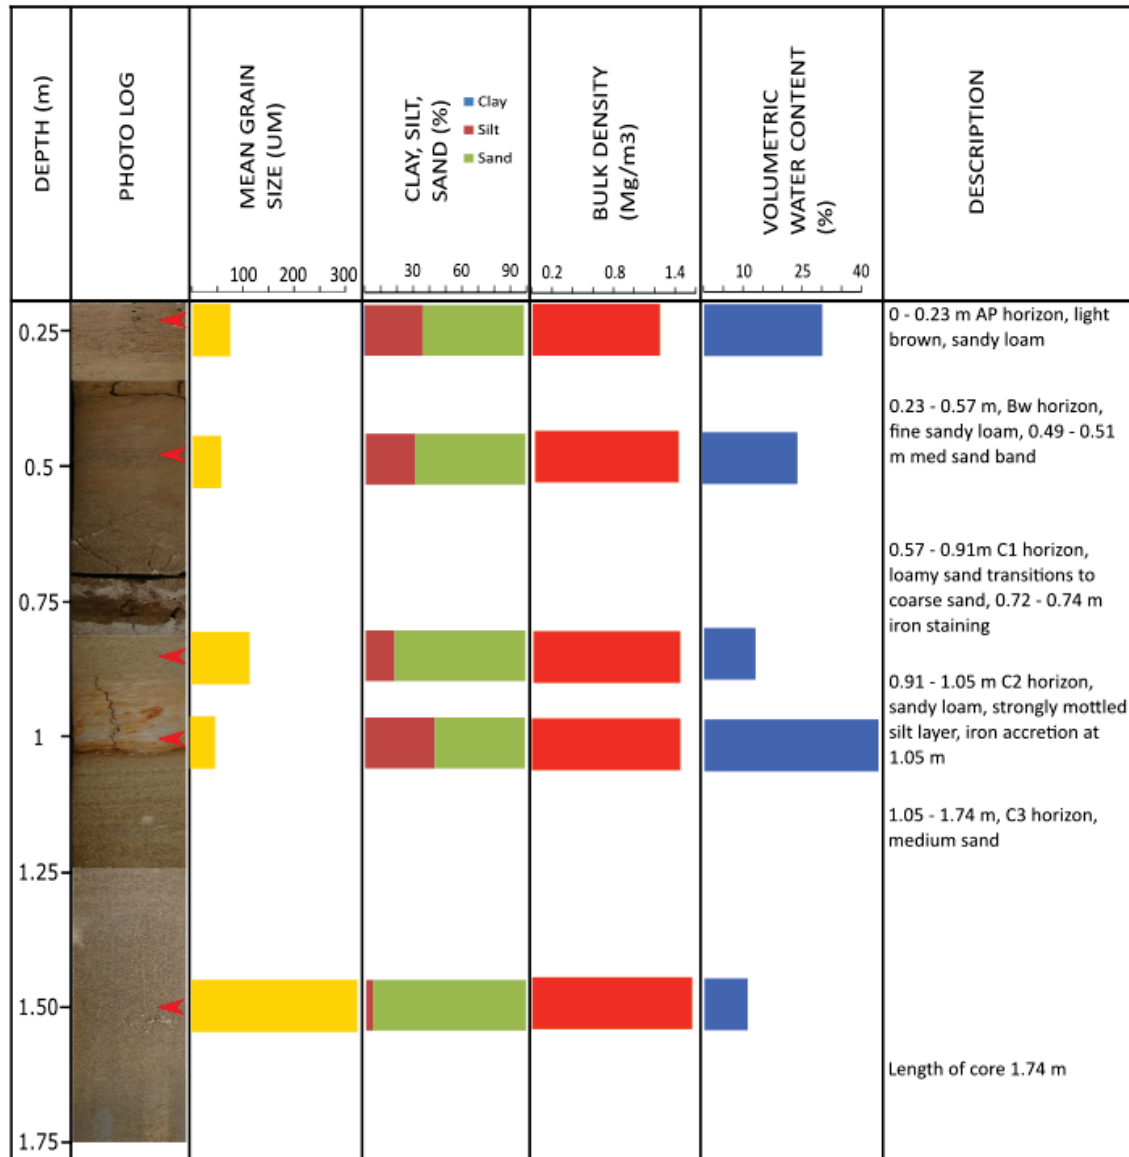 DEPTH (m)
PHOTO LOG
MEAN GRAIN
SIZE (UM)
CLAY, SILT,
SAND (%)
Clay
Silt
Sand
BULK DENSITY
(Mg/m3)
VOLUMETRIC
WATER CONTENT
(%)
DESCRIPTION
100 200 300
30 60 90
0.2 0.8 1.4
10 25 40
0.25
0.5
0.75
1
1.25
1.50
1.75
0 - 0.23 m AP horizon, light
brown, sandy loam
0.23 - 0.57 m, Bw horizon,
fine sandy loam, 0.49 - 0.51
m med sand band
0.57 - 0.91m C1 horizon,
loamy sand transitions to
coarse sand, 0.72 - 0.74 m
iron staining
0.91 - 1.05 m C2 horizon,
sandy loam, strongly mottled
silt layer, iron accretion at
1.05 m
1.05 - 1.74 m, C3 horizon,
medium sand
Length of core 1.74 m